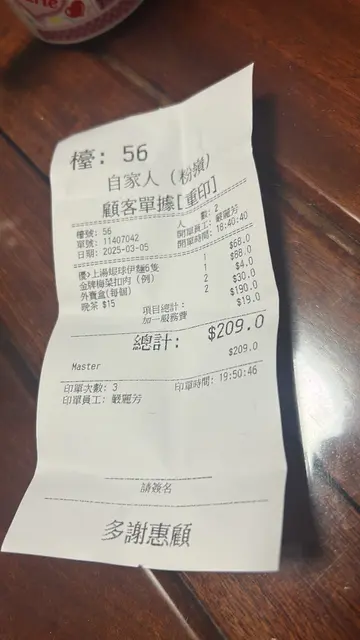 檯: 56
自家人 (粉嶺)
顧客單據[重印]
檯號: 56 人 數: 2
單號: 11407042 開單員工: 嚴麗芳
日期: 2025-03-05 開單時間: 18:40:40
優>上湯焗球伊麵6隻 1 $68.0
金牌梅菜扣肉 (例) 1 $88.0
外賣盒(每個) 2 $4.0
晚茶 $15 2 $30.0
項目總計: $190.0
加一服務費 $19.0
總計: $209.0
Master $209.0
印單次數: 3 印單時間: 19:50:46
印單員工: 嚴麗芳
請簽名
多謝惠顧